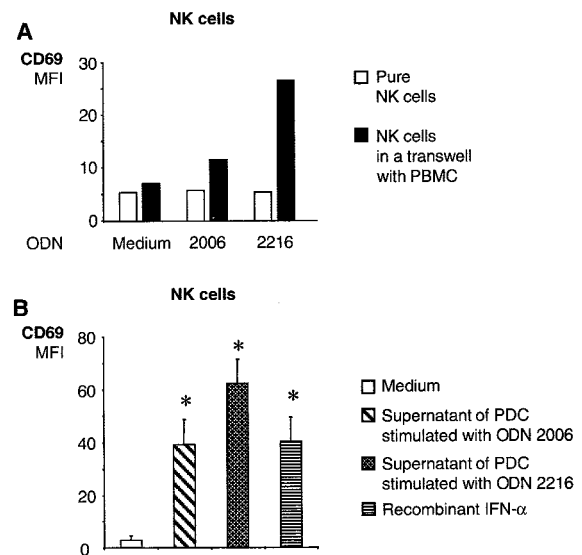 NK cells
A
CD69
MFI
30
20
10
0
ODN
Medium
2006
2216
Pure
NK cells
NK cells
in a transwell
with PBMC
NK cells
B
CD69
MFI
80
60
40
20
0
*
*
*
Medium
Supernatant of PDC
stimulated with ODN 2006
Supernatant of PDC
stimulated with ODN 2216
Recombinant IFN-α